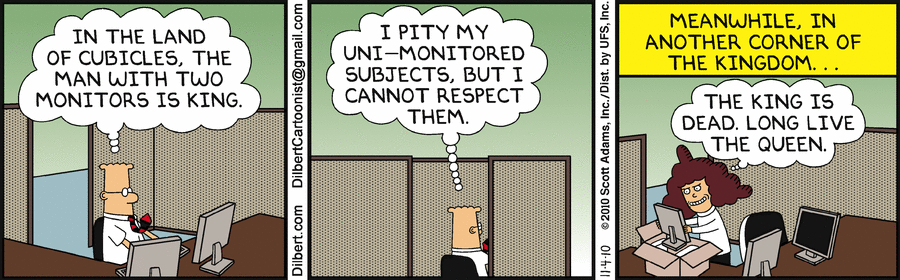 IN THE LAND
OF CUBICLES, THE
MAN WITH TWO
MONITORS IS KING.
Dilbert.com DilbertCartoonist@gmail.com
I PITY MY
UNI-MONITORED
SUBJECTS, BUT I
CANNOT RESPECT
THEM.
11-4-10 © 2010 Scott Adams, Inc./Dist. by UFS, Inc.
MEANWHILE, IN
ANOTHER CORNER OF
THE KINGDOM. . .
THE KING IS
DEAD. LONG LIVE
THE QUEEN.